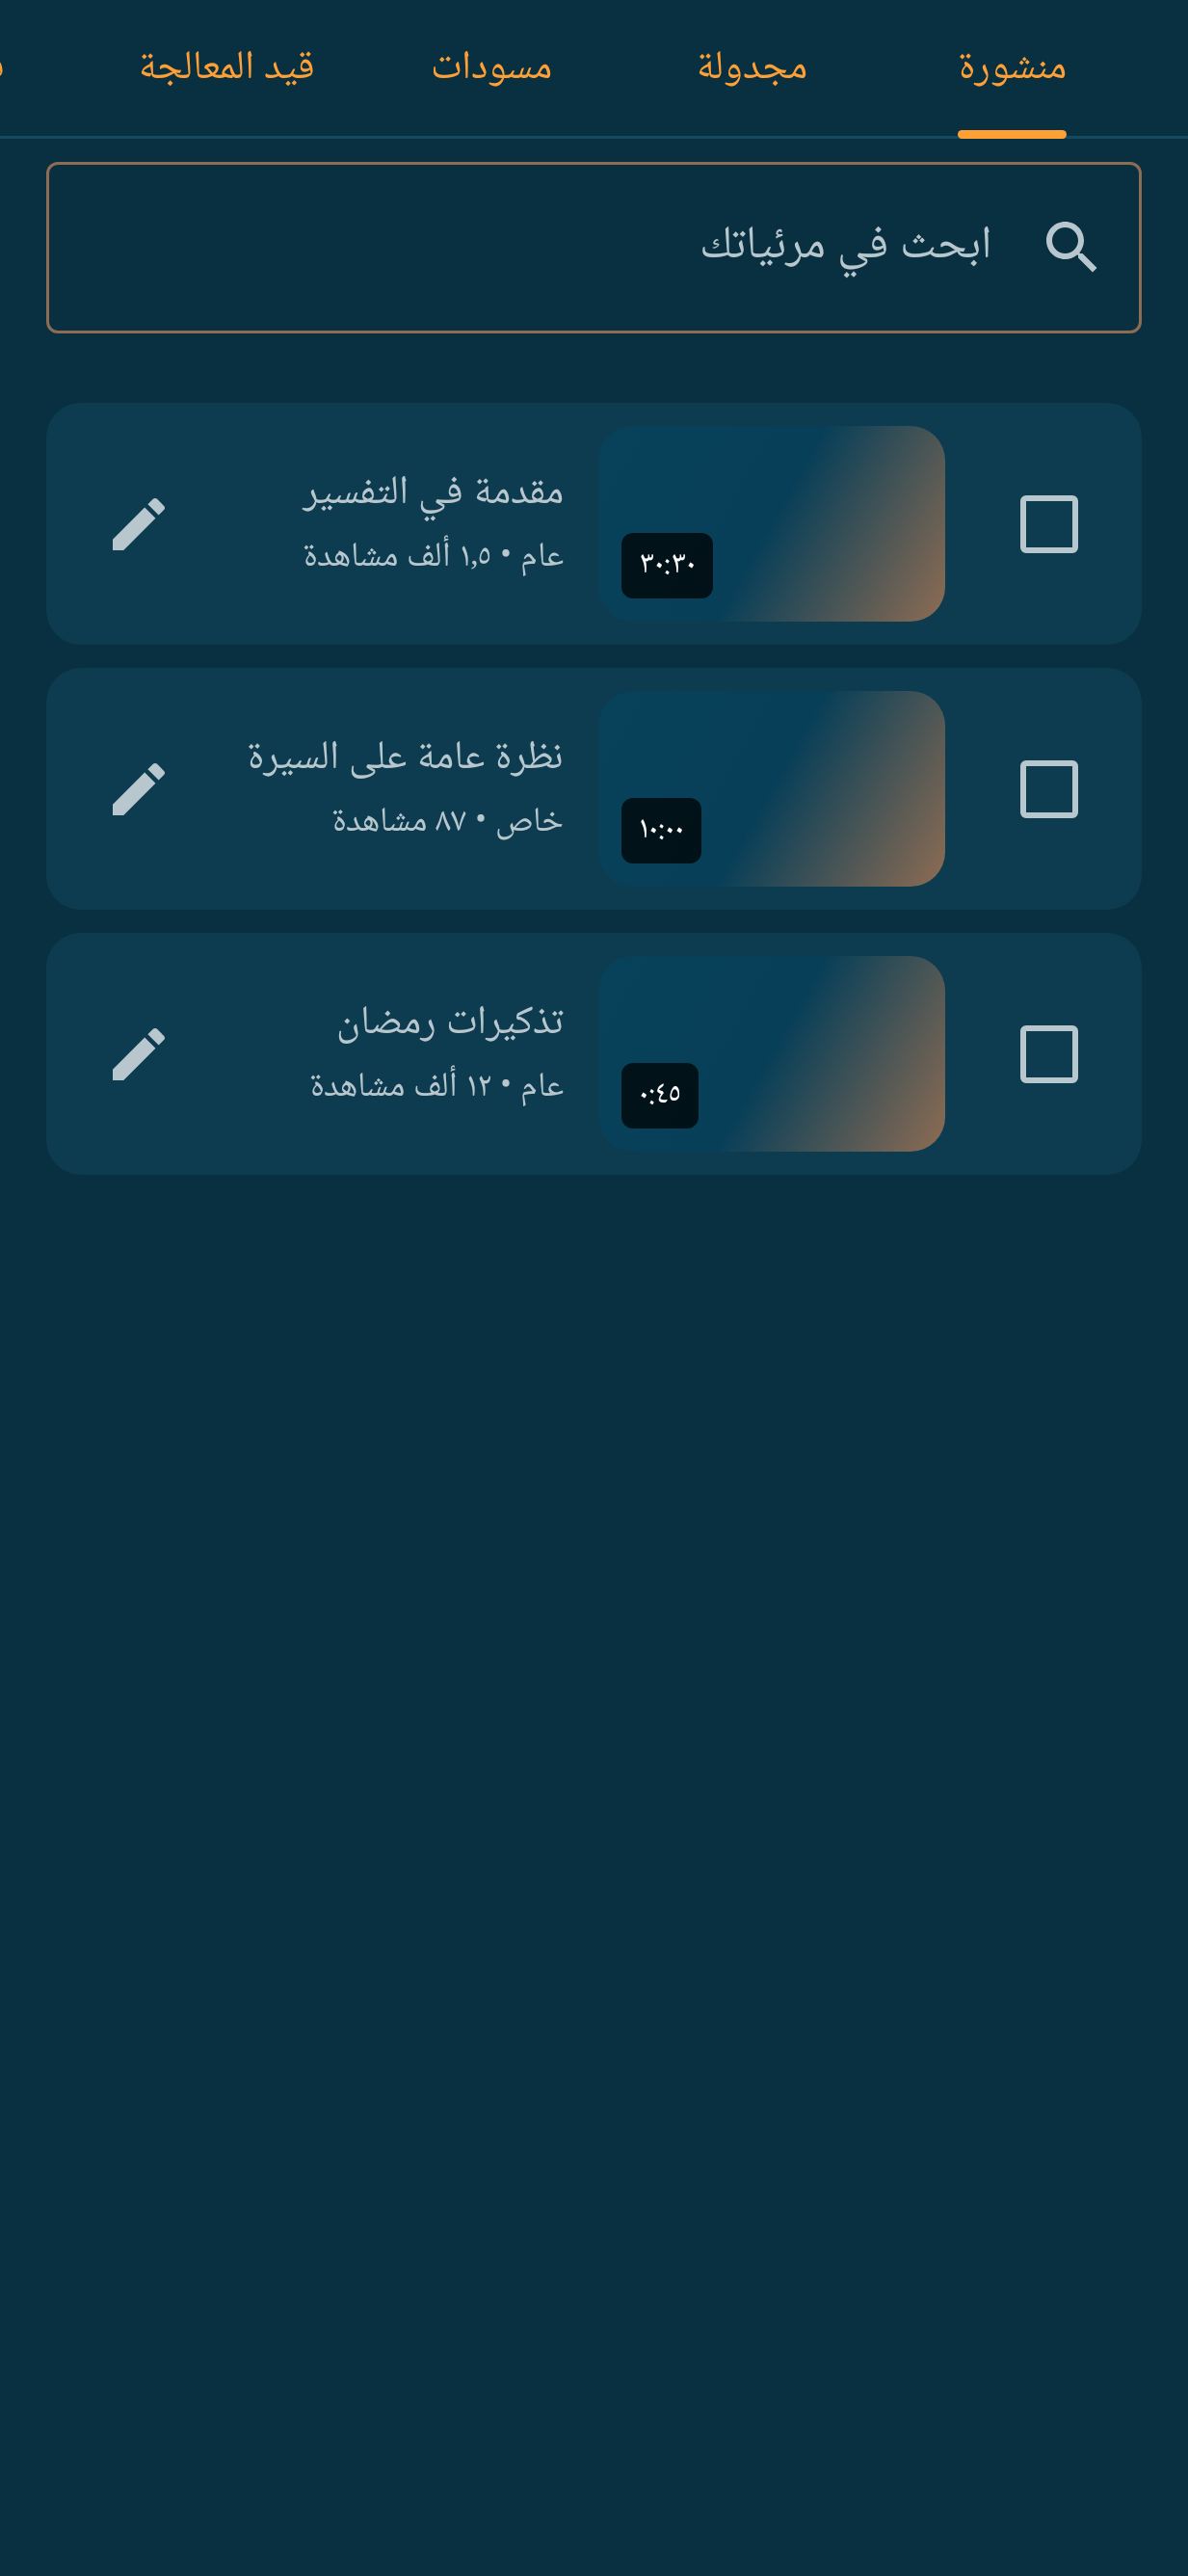 منشورة
مجدولة
مسودات
قيد المعالجة
ابحث في مرئياتك
مقدمة في التفسير
عام • ١٫٥ ألف مشاهدة
٣٠:٣٠
نظرة عامة على السيرة
خاص • ٨٧ مشاهدة
١٠:٠٠
تذكيرات رمضان
عام • ١٢ ألف مشاهدة
٠:٤٥